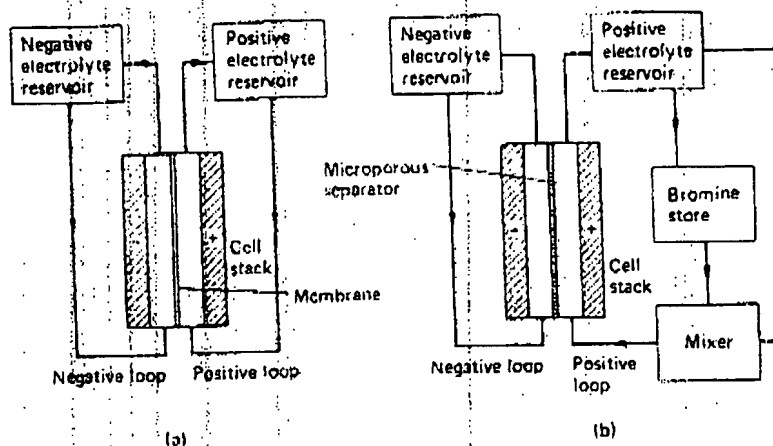 Negative
electrolyte
reservoir
Positive
electrolyte
reservoir
-
+
Cell
stack
Membrane
Negative loop
Positive loop
(a)
Negative
electrolyte
reservoir
Positive
electrolyte
reservoir
Microporous
separator
Bromine
store
-
+
Cell
stack
Mixer
Negative loop
Positive
loop
(b)